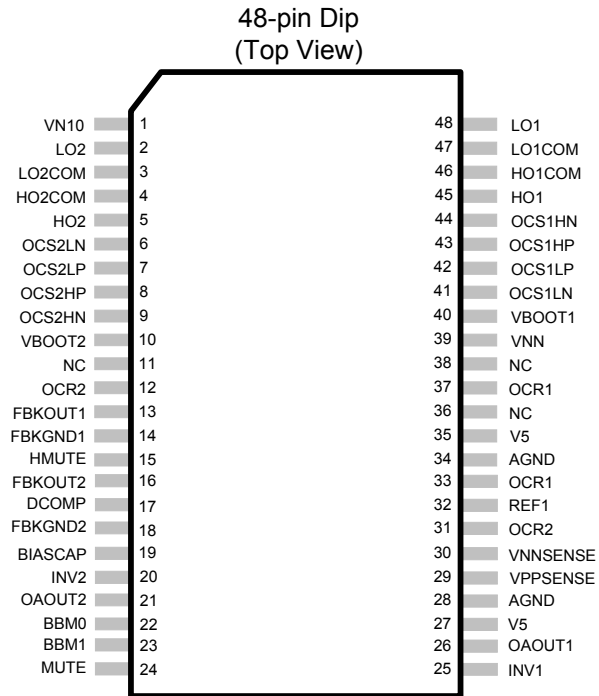 48-pin Dip
(Top View)
VN10 1 48 LO1
LO2 2 47 LO1COM
LO2COM 3 46 HO1COM
HO2COM 4 45 HO1
HO2 5 44 OCS1HN
OCS2LN 6 43 OCS1HP
OCS2LP 7 42 OCS1LP
OCS2HP 8 41 OCS1LN
OCS2HN 9 40 VBOOT1
VBOOT2 10 39 VNN
NC 11 38 NC
OCR2 12 37 OCR1
FBKOUT1 13 36 NC
FBKGND1 14 35 V5
HMUTE 15 34 AGND
FBKOUT2 16 33 OCR1
DCOMP 17 32 REF1
FBKGND2 18 31 OCR2
BIASCAP 19 30 VNNSENSE
INV2 20 29 VPPSENSE
OAOUT2 21 28 AGND
BBM0 22 27 V5
BBM1 23 26 OAOUT1
MUTE 24 25 INV1